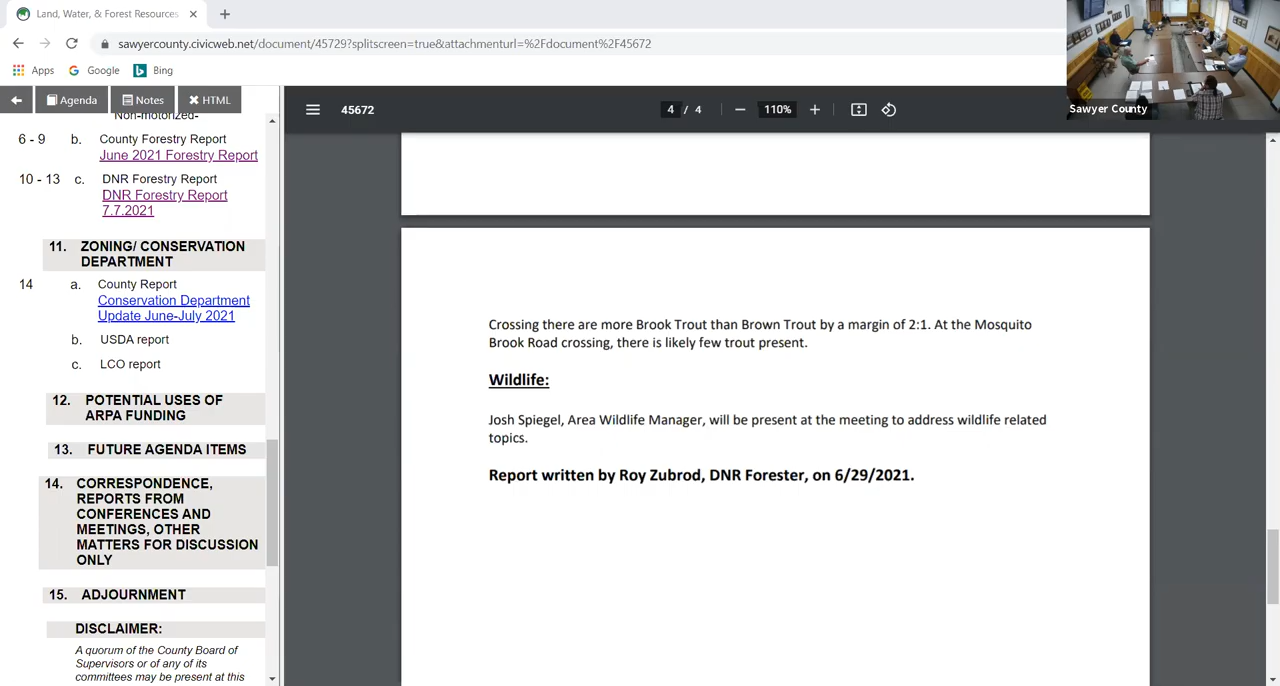 Land, Water, & Forest Resources
sawyercounty.civicweb.net/document/45729?splitscreen=true&attachmenturl=%2Fdocument%2F45672
Apps
Google
Bing
Agenda
Notes
HTML
45672
4 / 4
110%
Sawyer County
Non-motorized-
6 - 9 b. County Forestry Report
June 2021 Forestry Report
10 - 13 c. DNR Forestry Report
DNR Forestry Report
7.7.2021
11. ZONING/ CONSERVATION
DEPARTMENT
14 a. County Report
Conservation Department
Update June-July 2021
b. USDA report
c. LCO report
12. POTENTIAL USES OF
ARPA FUNDING
13. FUTURE AGENDA ITEMS
14. CORRESPONDENCE,
REPORTS FROM
CONFERENCES AND
MEETINGS, OTHER
MATTERS FOR DISCUSSION
ONLY
15. ADJOURNMENT
DISCLAIMER:
A quorum of the County Board of
Supervisors or of any of its
committees may be present at this
Crossing there are more Brook Trout than Brown Trout by a margin of 2:1. At the Mosquito
Brook Road crossing, there is likely few trout present.
Wildlife:
Josh Spiegel, Area Wildlife Manager, will be present at the meeting to address wildlife related
topics.
Report written by Roy Zubrod, DNR Forester, on 6/29/2021.